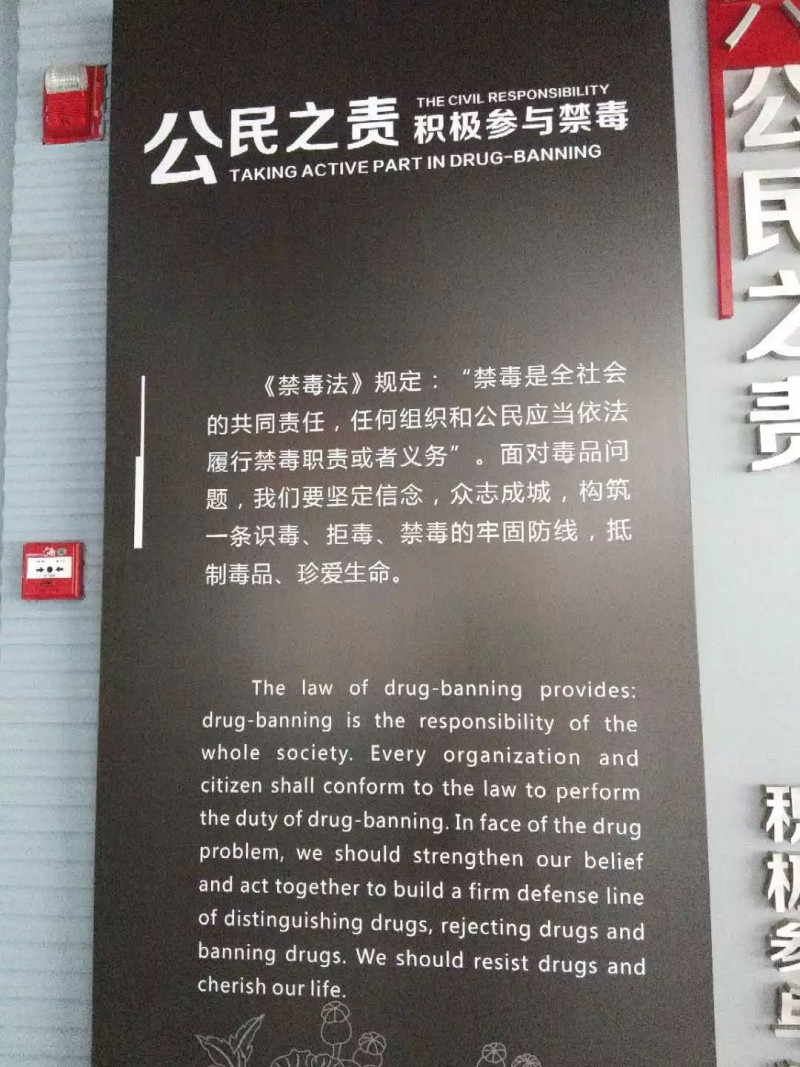 公民之责
THE CIVIL RESPONSIBILITY
积极参与禁毒
TAKING ACTIVE PART IN DRUG-BANNING
《禁毒法》规定：“禁毒是全社会
的共同责任，任何组织和公民应当依法
履行禁毒职责或者义务”。面对毒品问
题，我们要坚定信念，众志成城，构筑
一条识毒、拒毒、禁毒的牢固防线，抵
制毒品、珍爱生命。
The law of drug-banning provides:
drug-banning is the responsibility of the
whole society. Every organization and
citizen shall conform to the law to perform
the duty of drug-banning. In face of the drug
problem, we should strengthen our belief
and act together to build a firm defense line
of distinguishing drugs, rejecting drugs and
banning drugs. We should resist drugs and
cherish our life.
公民之责
积极参与